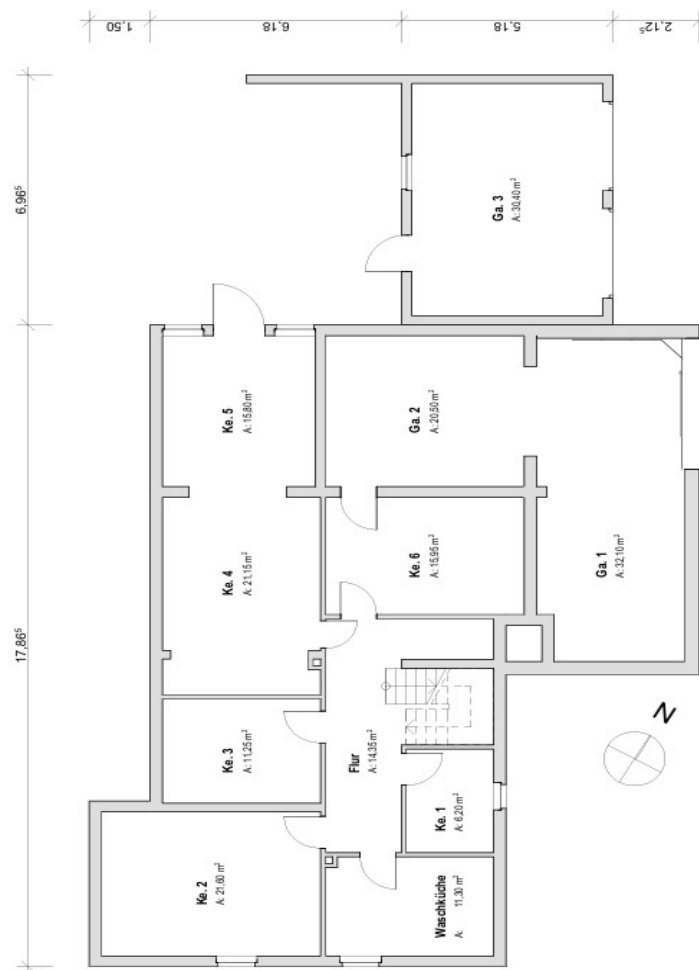 1,50
6,18
5,18
2,12⁵
6,96⁵
17,86⁵
Ga. 3
A: 30,40 m²
Ke. 5
A: 15,80 m²
Ga. 2
A: 20,50 m²
Ke. 4
A: 21,15 m²
Ke. 6
A: 15,95 m²
Ga. 1
A: 32,10 m²
Ke. 3
A: 11,25 m²
Flur
A: 14,35 m²
Ke. 1
A: 6,20 m²
Ke. 2
A: 21,60 m²
Waschküche
A: 11,30 m²
N